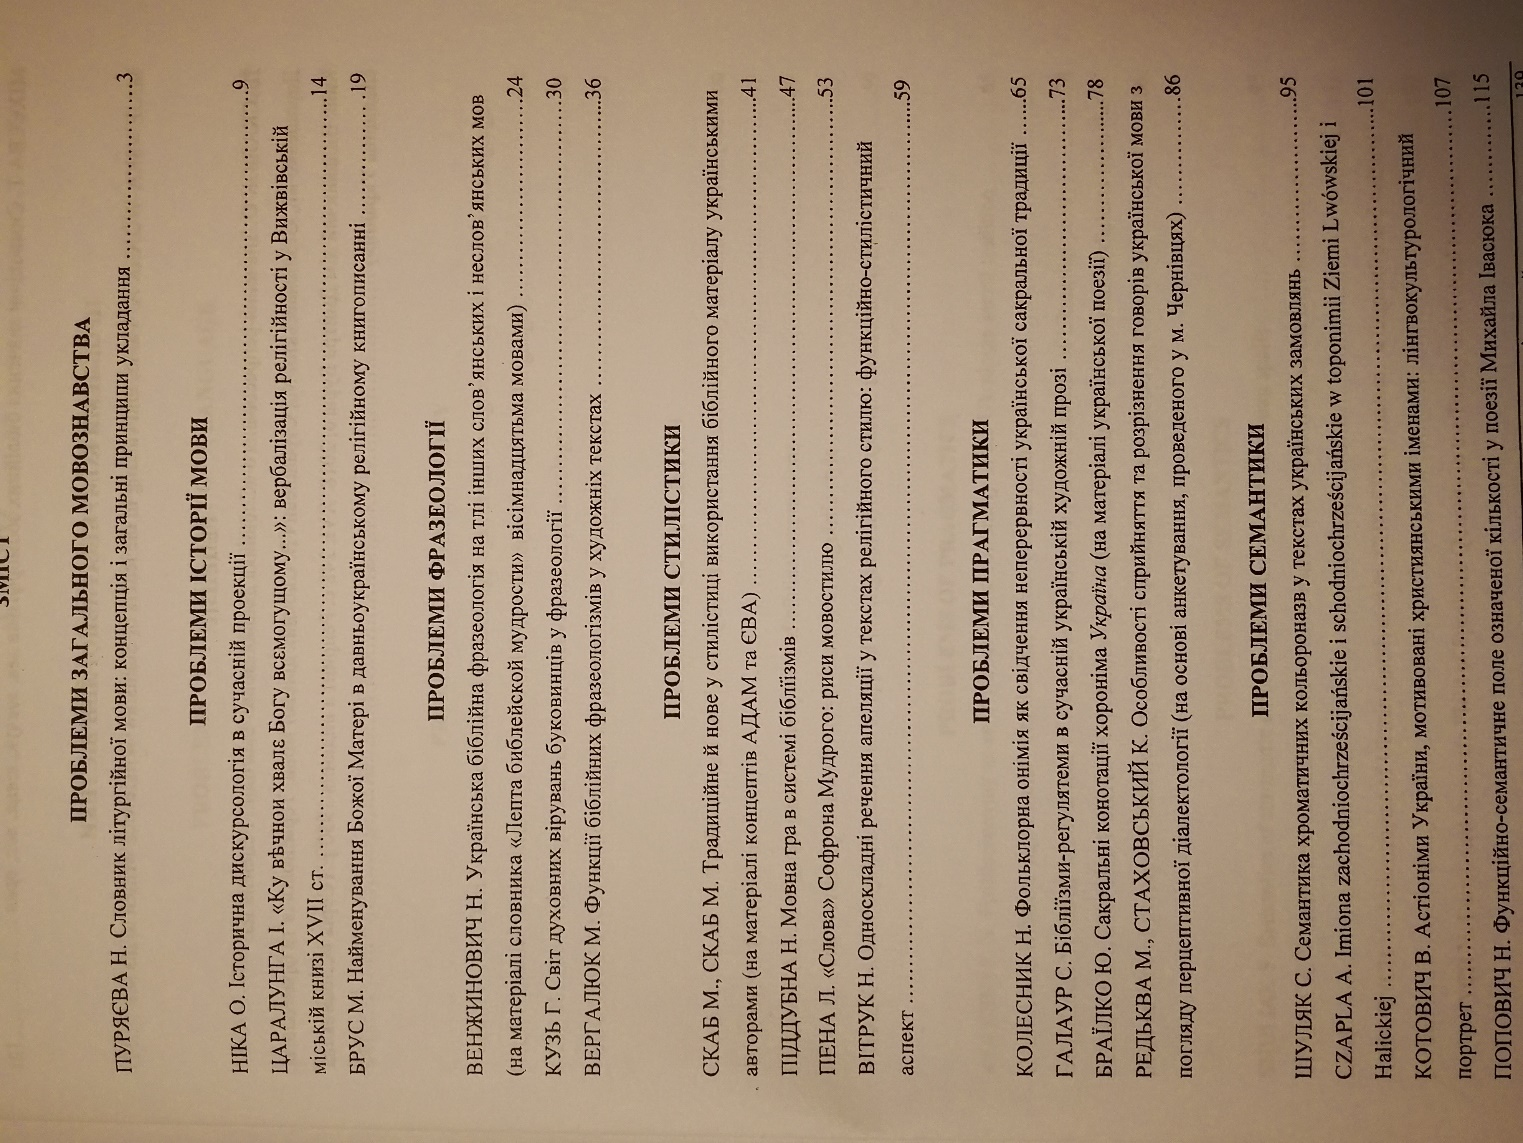 ЗМІСТ
ПРОБЛЕМИ ЗАГАЛЬНОГО МОВОЗНАВСТВА
ПУРЯЄВА Н. Словник літургійної мови: концепція і загальні принципи укладання ........................3
ПРОБЛЕМИ ІСТОРІЇ МОВИ
НІКА О. Історична дискурсологія в сучасній проекції ........................9
ЦАРАЛУНГА І. «Ку вѣчнои хвалѣ Богу всемогущому...»: вербалізація релігійності у Вижвівській
міській книзі XVII ст. ........................14
БРУС М. Найменування Божої Матері в давньоукраїнському релігійному книгописанні ........................19
ПРОБЛЕМИ ФРАЗЕОЛОГІЇ
ВЕНЖИНОВИЧ Н. Українська біблійна фразеологія на тлі інших слов’янських і неслов’янських мов
(на матеріалі словника «Лепта библейской мудрости» вісімнадцятьма мовами) ........................24
КУЗЬ Г. Світ духовних вірувань буковинців у фразеології ........................30
ВЕРГАЛЮК М. Функції біблійних фразеологізмів у художніх текстах ........................36
ПРОБЛЕМИ СТИЛІСТИКИ
СКАБ М., СКАБ М. Традиційне й нове у стилістиці використання біблійного матеріалу українськими
авторами (на матеріалі концептів АДАМ та ЄВА) ........................41
ПІДДУБНА Н. Мовна гра в системі бібліїзмів ........................47
ПЕНА Л. «Слова» Софрона Мудрого: риси мовостилю ........................53
ВІТРУК Н. Односкладні речення апеляції у текстах релігійного стилю: функційно-стилістичний
аспект ........................59
ПРОБЛЕМИ ПРАГМАТИКИ
КОЛЕСНИК Н. Фольклорна онімія як свідчення неперервності української сакральної традиції ......65
ГАЛАУР С. Бібліїзми-регулятеми в сучасній українській художній прозі ........................73
БРАЇЛКО Ю. Сакральні конотації хороніма Україна (на матеріалі української поезії) ........................78
РЕДЬКВА М., СТАХОВСЬКИЙ К. Особливості сприйняття та розрізнення говорів української мови з
погляду перцептивної діалектології (на основі анкетування, проведеного у м. Чернівцях) ..............86
ПРОБЛЕМИ СЕМАНТИКИ
ШУЛЯК С. Семантика хроматичних кольороназв у текстах українських замовлянь ........................95
CZAPLA A. Imiona zachodniochrześcijańskie i schodniochrześcijańskie w toponimii Ziemi Lwówskiej i
Halickiej ........................101
КОТОВИЧ В. Астіоніми України, мотивовані християнськими іменами: лінгвокультурологічний
портрет ........................107
ПОПОВИЧ Н. Функційно-семантичне поле означеної кількості у поезії Михайла Івасюка ............115
139